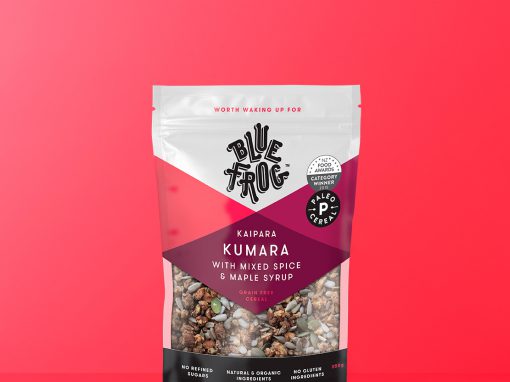 WORTH WAKING UP FOR
BLUE
FROG
TM
NZ
FOOD
AWARDS
CATEGORY
WINNER
PALEO
P
CEREAL
KAIPARA
KUMARA
WITH MIXED SPICE
& MAPLE SYRUP
GRAIN FREE
CEREAL
NO REFINED
SUGARS
NATURAL & ORGANIC
INGREDIENTS
NO GLUTEN
INGREDIENTS